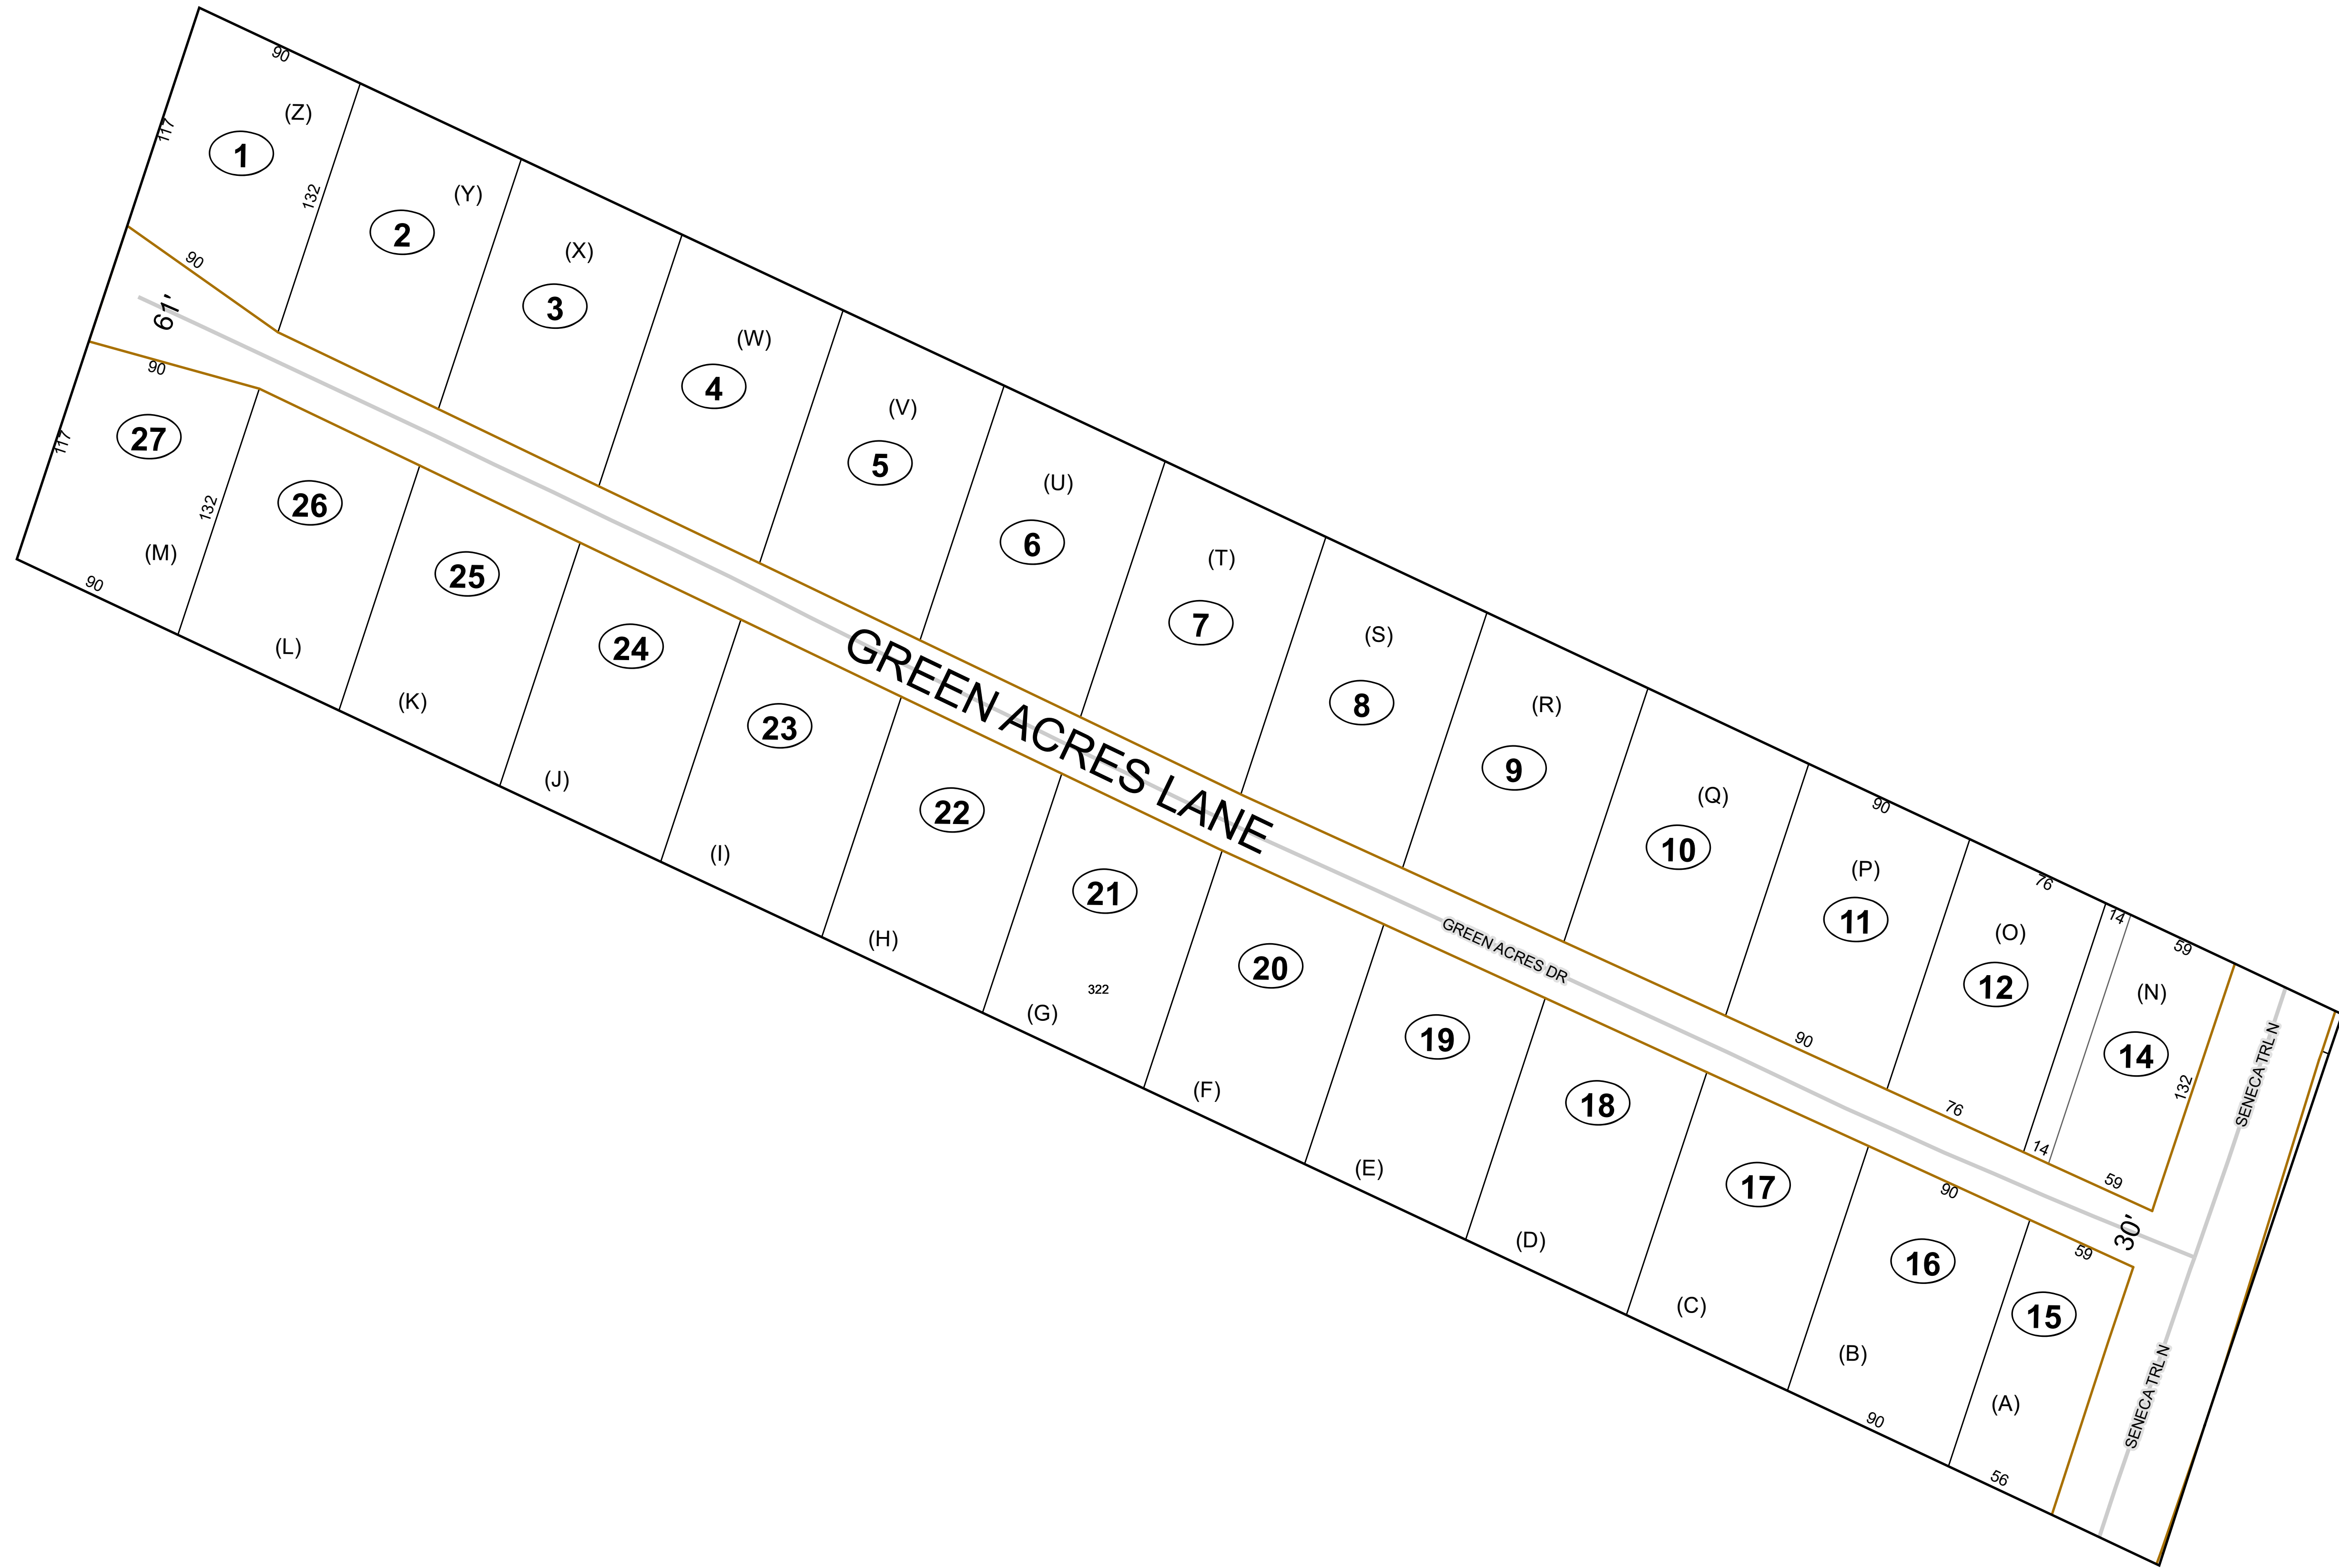 90
(Z)
117
1
132
90
61'
(Y)
2
(X)
3
(W)
4
(V)
5
(U)
6
(T)
7
(S)
8
(R)
9
(Q)
10
90
(P)
11
90
76
(O)
12
76
14
14
59
(N)
14
132
59
90
27
117
132
(M)
90
26
(L)
25
(K)
24
(J)
23
(I)
22
(H)
21
322
(G)
20
(F)
19
(E)
18
(D)
17
(C)
90
16
(B)
90
59
15
(A)
56
30'
GREEN ACRES LANE
GREEN ACRES DR
SENECA TRL N
SENECA TRL N